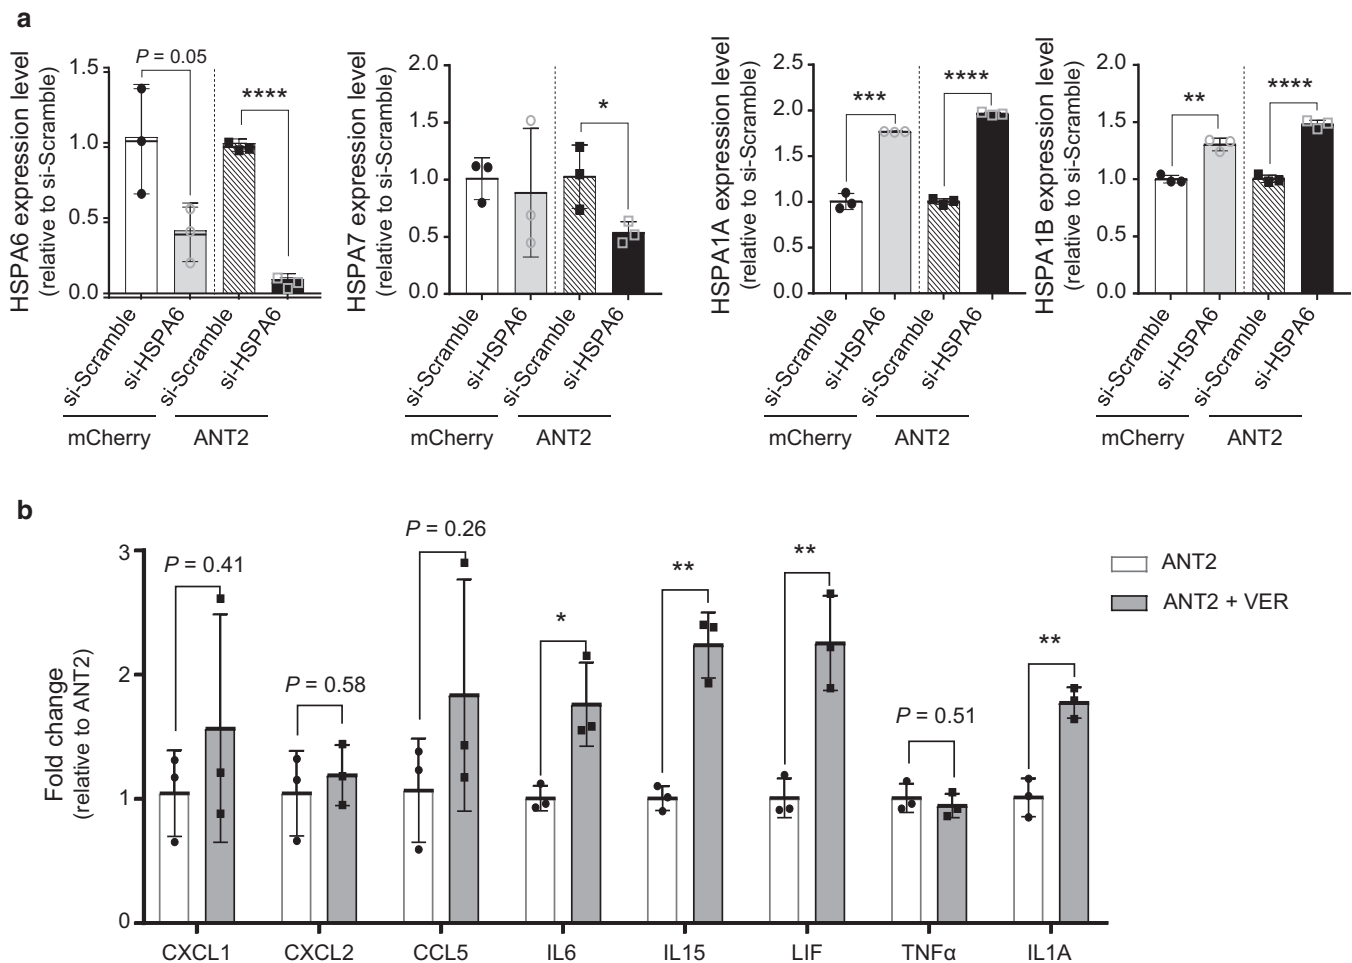 a
HSPA6 expression level
(relative to si-Scramble)
1.5
1.0
0.5
0.0
P = 0.05
****
si-Scramble
si-HSPA6
si-Scramble
si-HSPA6
mCherry
ANT2
HSPA7 expression level
(relative to si-Scramble)
2.0
1.5
1.0
0.5
0.0
*
si-Scramble
si-HSPA6
si-Scramble
si-HSPA6
mCherry
ANT2
HSPA1A expression level
(relative to si-Scramble)
2.5
2.0
1.5
1.0
0.5
0.0
***
****
si-Scramble
si-HSPA6
si-Scramble
si-HSPA6
mCherry
ANT2
HSPA1B expression level
(relative to si-Scramble)
2.0
1.5
1.0
0.5
0.0
**
****
si-Scramble
si-HSPA6
si-Scramble
si-HSPA6
mCherry
ANT2
b
Fold change
(relative to ANT2)
3
2
1
0
P = 0.41
P = 0.58
P = 0.26
*
**
**
P = 0.51
**
CXCL1
CXCL2
CCL5
IL6
IL15
LIF
TNFα
IL1A
ANT2
ANT2 + VER